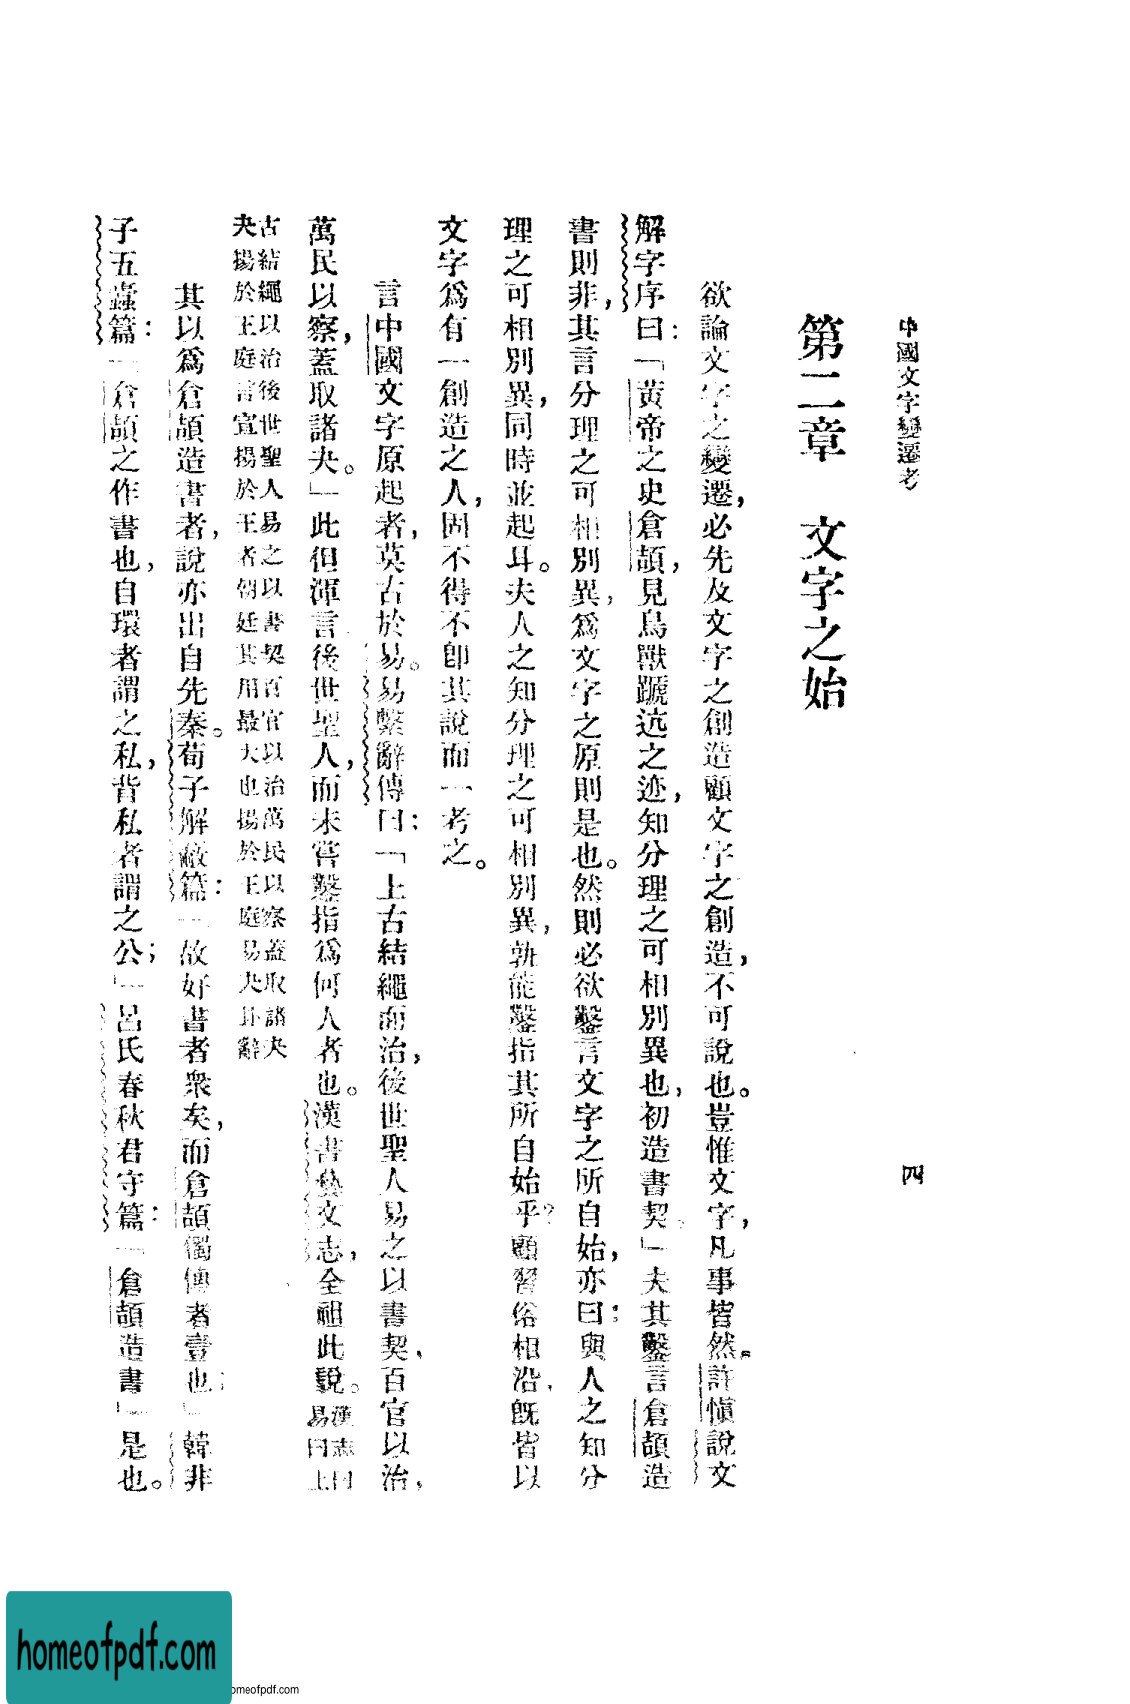 中國文字變遷考
四
第二章　文字之始
欲論文字之變遷，必先及文字之創造顧文字之創造，不可說也。豈惟文字，凡事皆然。許愼說文
解字序曰：「黃帝之史倉頡，見鳥獸蹏迒之迹，知分理之可相別異也，初造書契。」夫其鑿言倉頡造
書則非，其言分理之可相別異，爲文字之原則是也。然則必欲鑿言文字之所自始，亦曰：與人之知分
理之可相別異，同時並起耳。夫人之知分理之可相別異，孰能鑿指其所自始乎？顧習俗相沿，既皆以
文字爲有一創造之人，固不得不卽其說而一考之。
言中國文字原起者，莫古於易。易繫辭傳曰：「上古結繩而治，後世聖人易之以書契，百官以治，
萬民以察，蓋取諸夬。」此但渾言後世聖人，而未嘗鑿指爲何人者也。漢書藝文志，全祖此說。漢志曰易曰上
古結繩以治後世聖人易之以書契百官以治萬民以察蓋取諸夬
夬揚於王庭言宣揚於王者朝廷其用最大也揚於王庭易夬卦辭
其以爲倉頡造書者，說亦出自先秦。荀子解蔽篇：「故好書者衆矣，而倉頡獨傳者壹也；」韓非
子五蠹篇：「倉頡之作書也，自環者謂之私，背私者謂之公；」呂氏春秋君守篇：「倉頡造書」是也。
homeofpdf.com
omeofpdf.com